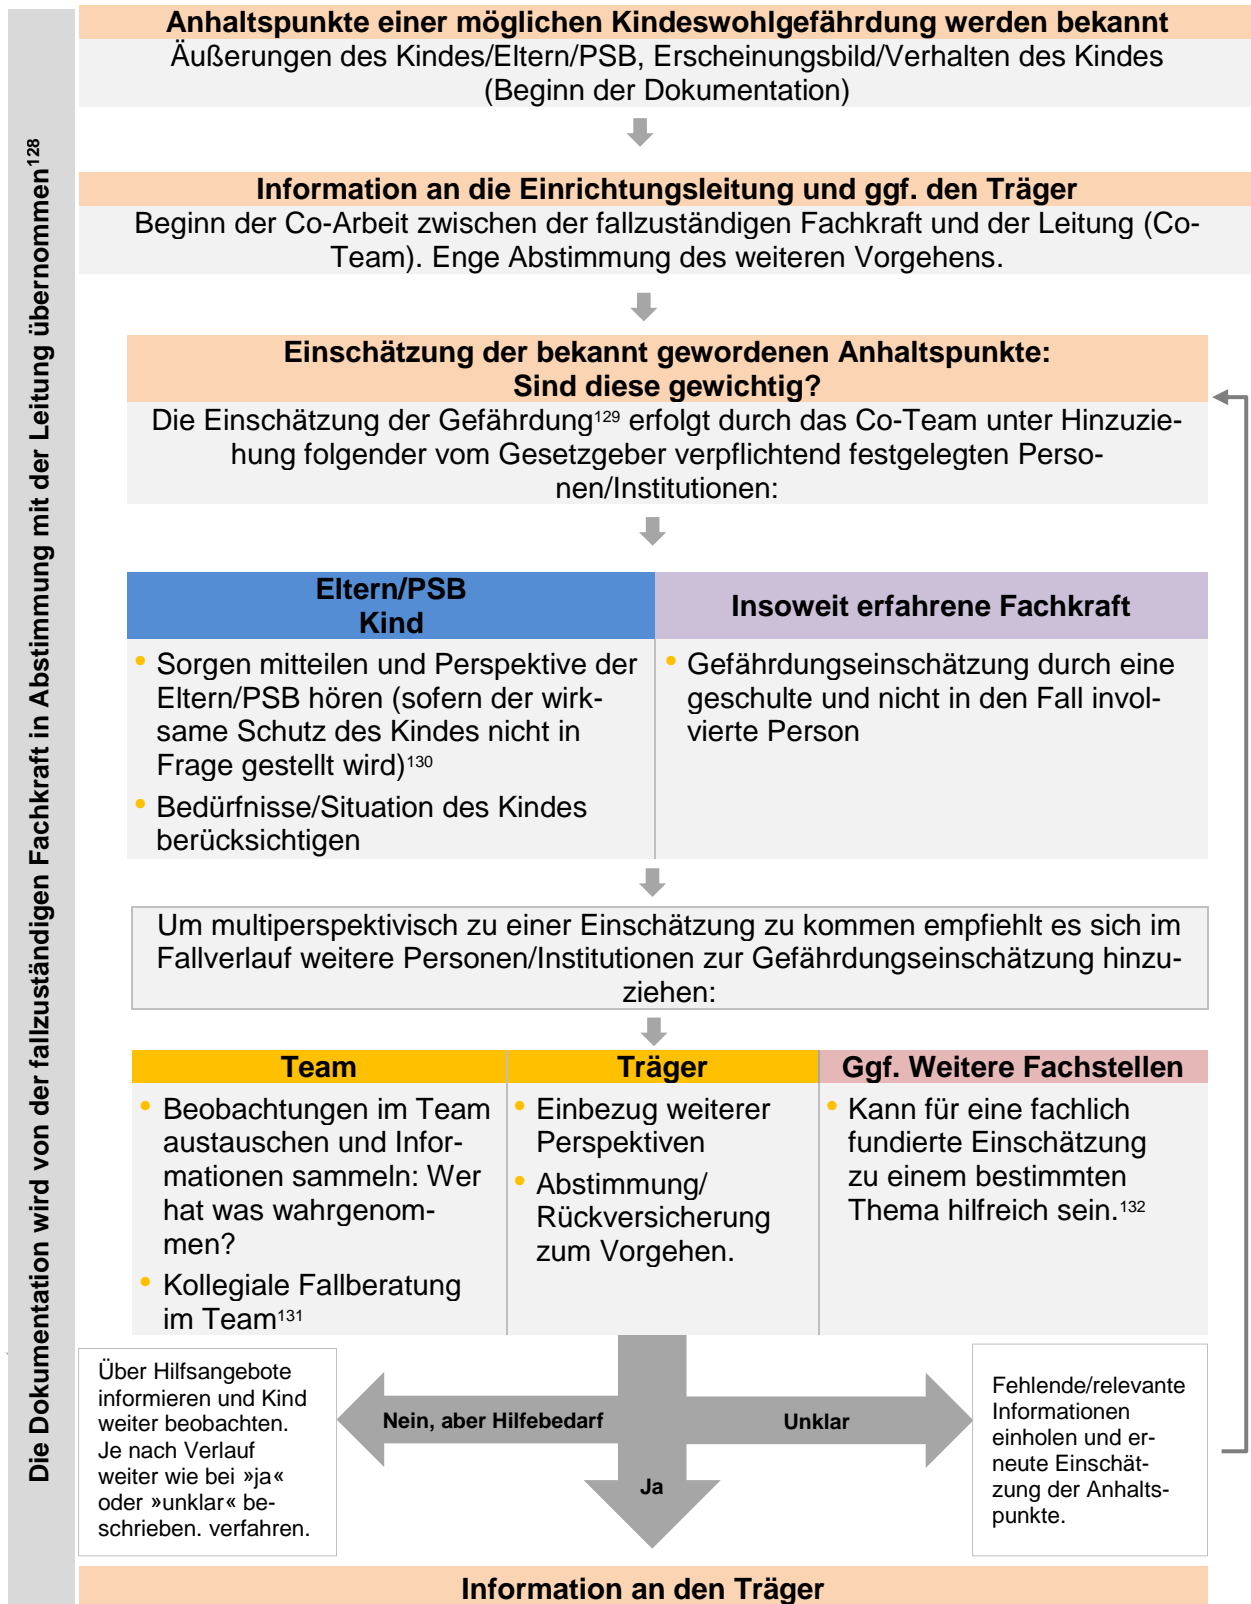 Die Dokumentation wird von der fallzuständigen Fachkraft in Abstimmung mit der Leitung übernommen128
Anhaltspunkte einer möglichen Kindeswohlgefährdung werden bekannt
Äußerungen des Kindes/Eltern/PSB, Erscheinungsbild/Verhalten des Kindes
(Beginn der Dokumentation)
Information an die Einrichtungsleitung und ggf. den Träger
Beginn der Co-Arbeit zwischen der fallzuständigen Fachkraft und der Leitung (Co-
Team). Enge Abstimmung des weiteren Vorgehens.
Einschätzung der bekannt gewordenen Anhaltspunkte:
Sind diese gewichtig?
Die Einschätzung der Gefährdung129 erfolgt durch das Co-Team unter Hinzuzie-
hung folgender vom Gesetzgeber verpflichtend festgelegten Perso-
nen/Institutionen:
Eltern/PSB
Kind
• Sorgen mitteilen und Perspektive der
Eltern/PSB hören (sofern der wirk-
same Schutz des Kindes nicht in
Frage gestellt wird)130
• Bedürfnisse/Situation des Kindes
berücksichtigen
Insoweit erfahrene Fachkraft
• Gefährdungseinschätzung durch eine
geschulte und nicht in den Fall invol-
vierte Person
Um multiperspektivisch zu einer Einschätzung zu kommen empfiehlt es sich im
Fallverlauf weitere Personen/Institutionen zur Gefährdungseinschätzung hinzu-
ziehen:
Team
• Beobachtungen im Team
austauschen und Infor-
mationen sammeln: Wer
hat was wahrgenom-
men?
• Kollegiale Fallberatung
im Team131
Träger
• Einbezug weiterer
Perspektiven
• Abstimmung/
Rückversicherung
zum Vorgehen.
Ggf. Weitere Fachstellen
• Kann für eine fachlich
fundierte Einschätzung
zu einem bestimmten
Thema hilfreich sein.132
Über Hilfsangebote
informieren und Kind
weiter beobachten.
Je nach Verlauf
weiter wie bei »ja«
oder »unklar« be-
schrieben. verfahren.
Nein, aber Hilfebedarf
Unklar
Ja
Fehlende/relevante
Informationen
einholen und er-
neute Einschät-
zung der Anhalts-
punkte.
Information an den Träger